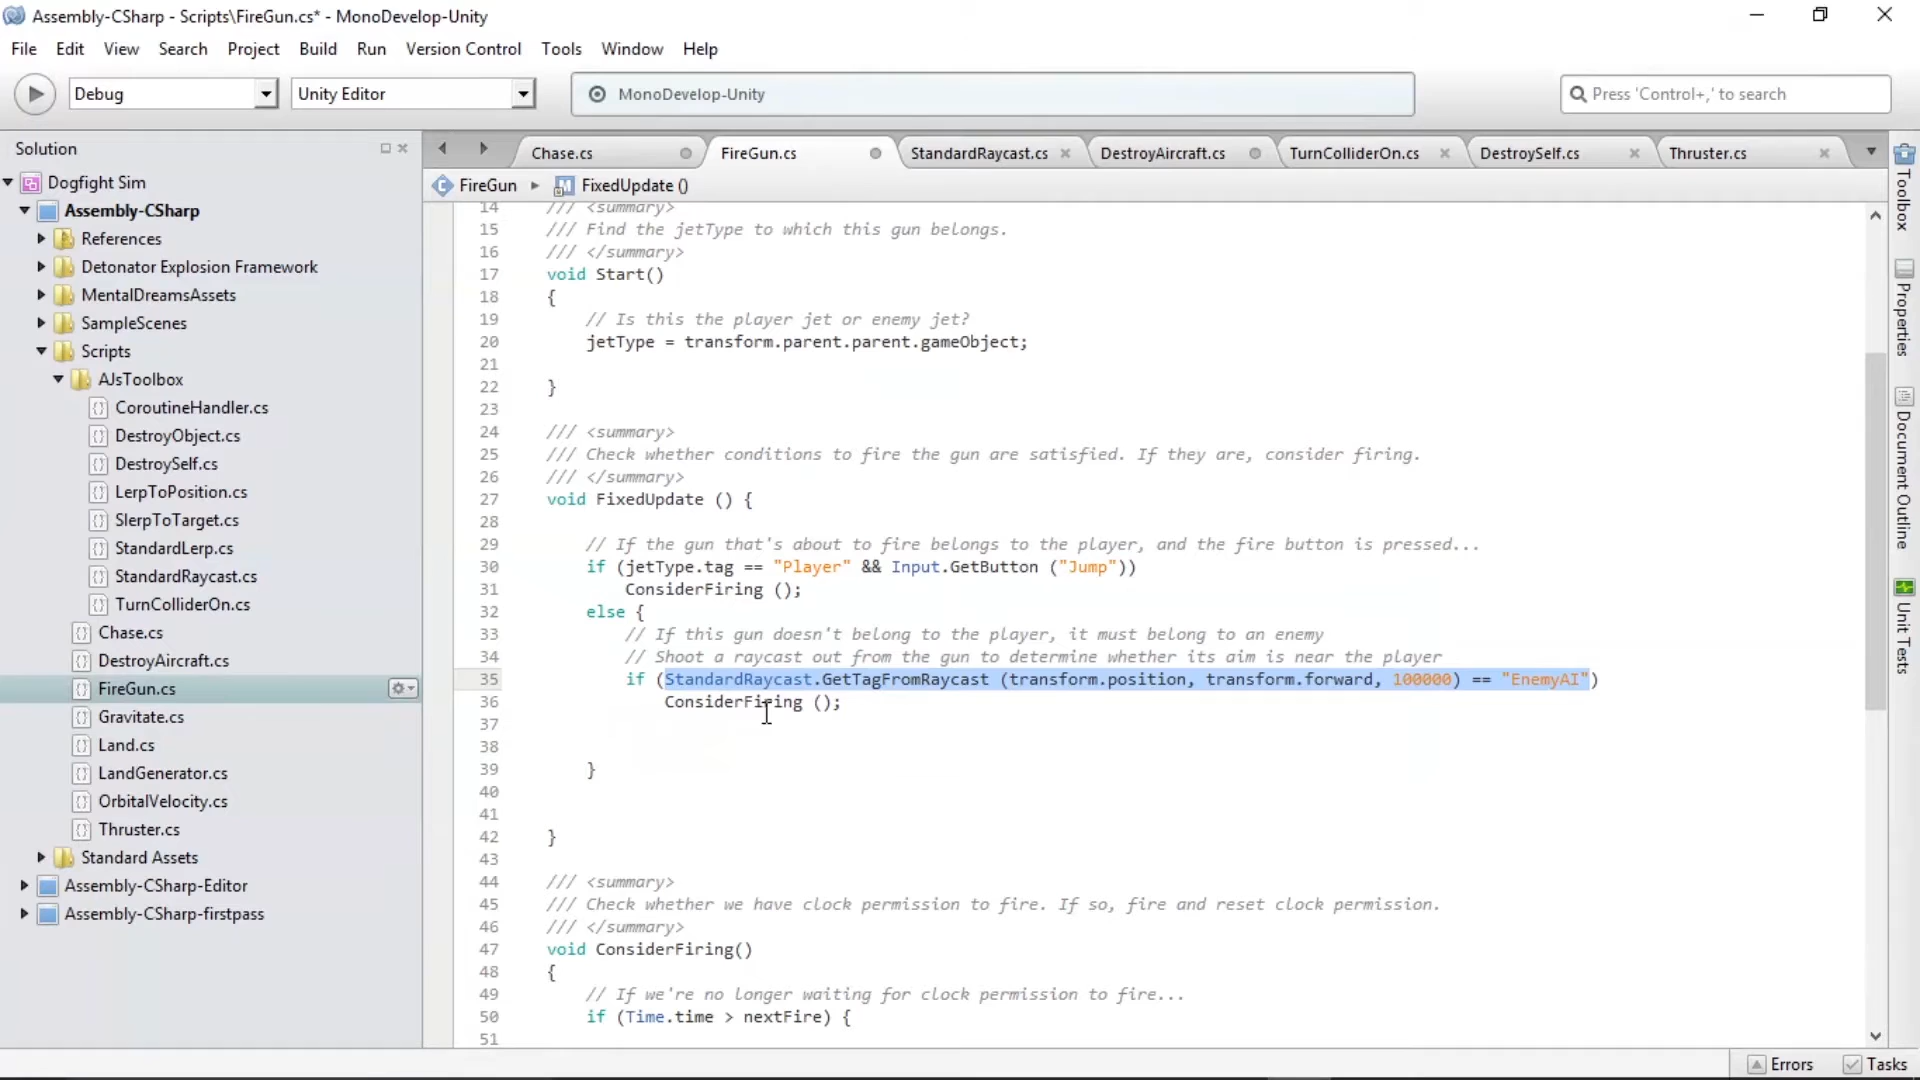 Assembly-CSharp - Scripts\FireGun.cs* - MonoDevelop-Unity
File Edit View Search Project Build Run Version Control Tools Window Help
Debug Unity Editor MonoDevelop-Unity Press 'Control+,' to search
Solution
Dogfight Sim
Assembly-CSharp
References
Detonator Explosion Framework
MentalDreamsAssets
SampleScenes
Scripts
AJsToolbox
CoroutineHandler.cs
DestroyObject.cs
DestroySelf.cs
LerpToPosition.cs
SlerpToTarget.cs
StandardLerp.cs
StandardRaycast.cs
TurnColliderOn.cs
Chase.cs
DestroyAircraft.cs
FireGun.cs
Gravitate.cs
Land.cs
LandGenerator.cs
OrbitalVelocity.cs
Thruster.cs
Standard Assets
Assembly-CSharp-Editor
Assembly-CSharp-firstpass
Chase.cs FireGun.cs StandardRaycast.cs DestroyAircraft.cs TurnColliderOn.cs DestroySelf.cs Thruster.cs
FireGun FixedUpdate ()
14 /// <summary>
15 /// Find the jetType to which this gun belongs.
16 /// </summary>
17 void Start()
18 {
19 // Is this the player jet or enemy jet?
20 jetType = transform.parent.parent.gameObject;
21
22 }
23
24 /// <summary>
25 /// Check whether conditions to fire the gun are satisfied. If they are, consider firing.
26 /// </summary>
27 void FixedUpdate () {
28
29 // If the gun that's about to fire belongs to the player, and the fire button is pressed...
30 if (jetType.tag == "Player" && Input.GetButton ("Jump"))
31 ConsiderFiring ();
32 else {
33 // If this gun doesn't belong to the player, it must belong to an enemy
34 // Shoot a raycast out from the gun to determine whether its aim is near the player
35 if (StandardRaycast.GetTagFromRaycast (transform.position, transform.forward, 100000) == "EnemyAI")
36 ConsiderFiring ();
37
38
39 }
40
41
42 }
43
44 /// <summary>
45 /// Check whether we have clock permission to fire. If so, fire and reset clock permission.
46 /// </summary>
47 void ConsiderFiring()
48 {
49 // If we're no longer waiting for clock permission to fire...
50 if (Time.time > nextFire) {
51
Toolbox
Properties
Document Outline
Unit Tests
Errors Tasks